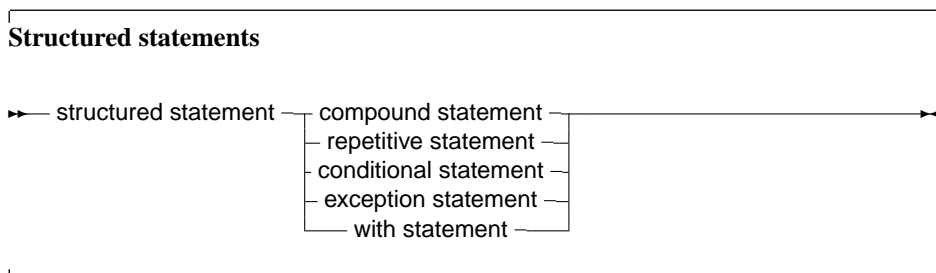 Structured statements
structured statement compound statement
repetitive statement
conditional statement
exception statement
with statement